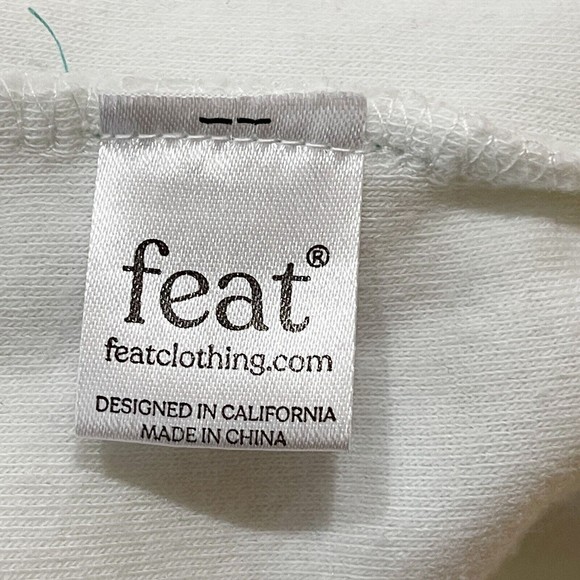 feat®
featclothing.com
DESIGNED IN CALIFORNIA
MADE IN CHINA